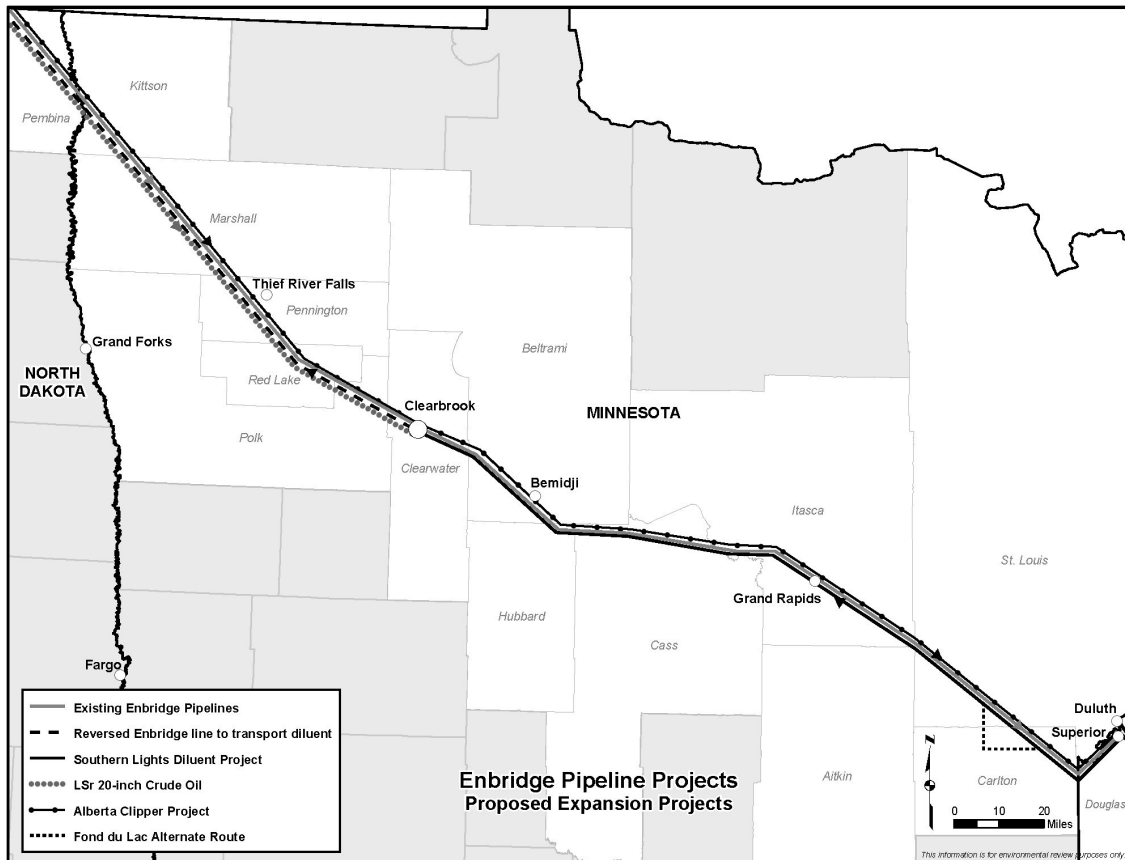 Kittson
Pembina
Marshall
Thief River Falls
Pennington
Grand Forks
NORTH
DAKOTA
Red Lake
Beltrami
Clearbrook
MINNESOTA
Polk
Clearwater
Bemidji
Itasca
St. Louis
Grand Rapids
Hubbard
Cass
Fargo
Existing Enbridge Pipelines
Reversed Enbridge line to transport diluent
Southern Lights Diluent Project
LSr 20-inch Crude Oil
Alberta Clipper Project
Fond du Lac Alternate Route
Enbridge Pipeline Projects
Proposed Expansion Projects
Aitkin
Duluth
Superior
Carlton
Douglas
N
0 10 20
Miles
This information is for environmental review purposes only.